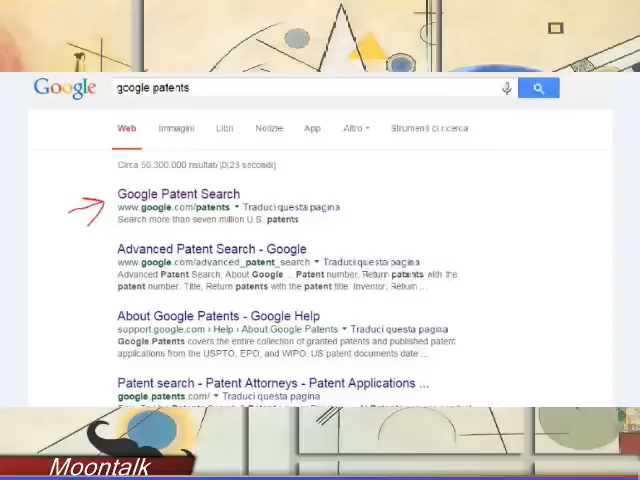 Google
google patents
Web Immagini Libri Notizie App Altro Strumenti di ricerca
Circa 50.300.000 risultati (0,28 secondi)
Google Patent Search
www.google.com/patents Traduci questa pagina
Search more than seven million U.S. patents.
Advanced Patent Search - Google
www.google.com/advanced_patent_search Traduci questa pagina
Advanced Patent Search, About Google ... Patent number, Return patents with the
patent number. Title, Return patents with the patent title. Inventor, Return ...
About Google Patents - Google Help
support.google.com › Help › About Google Patents Traduci questa pagina
Google Patents covers the entire collection of granted patents and published patent
applications from the USPTO, EPO, and WIPO. US patent documents date ...
Patent search - Patent Attorneys - Patent Applications ...
google.patents.com/ Traduci questa pagina
Moontalk